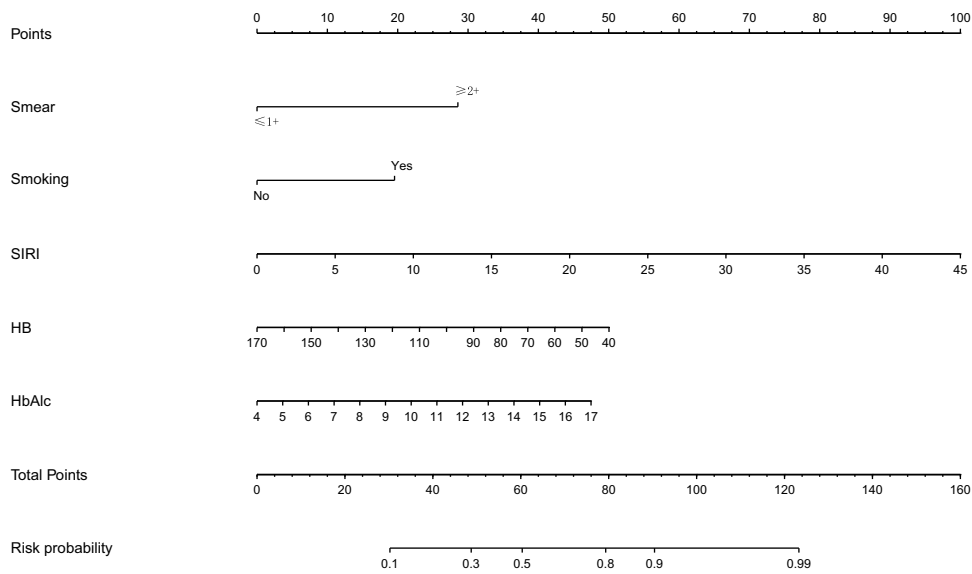 Points 0 10 20 30 40 50 60 70 80 90 100
Smear ≤1+ ≥2+
Smoking No Yes
SIRI 0 5 10 15 20 25 30 35 40 45
HB 170 150 130 110 90 80 70 60 50 40
HbAlc 4 5 6 7 8 9 10 11 12 13 14 15 16 17
Total Points 0 20 40 60 80 100 120 140 160
Risk probability 0.1 0.3 0.5 0.8 0.9 0.99